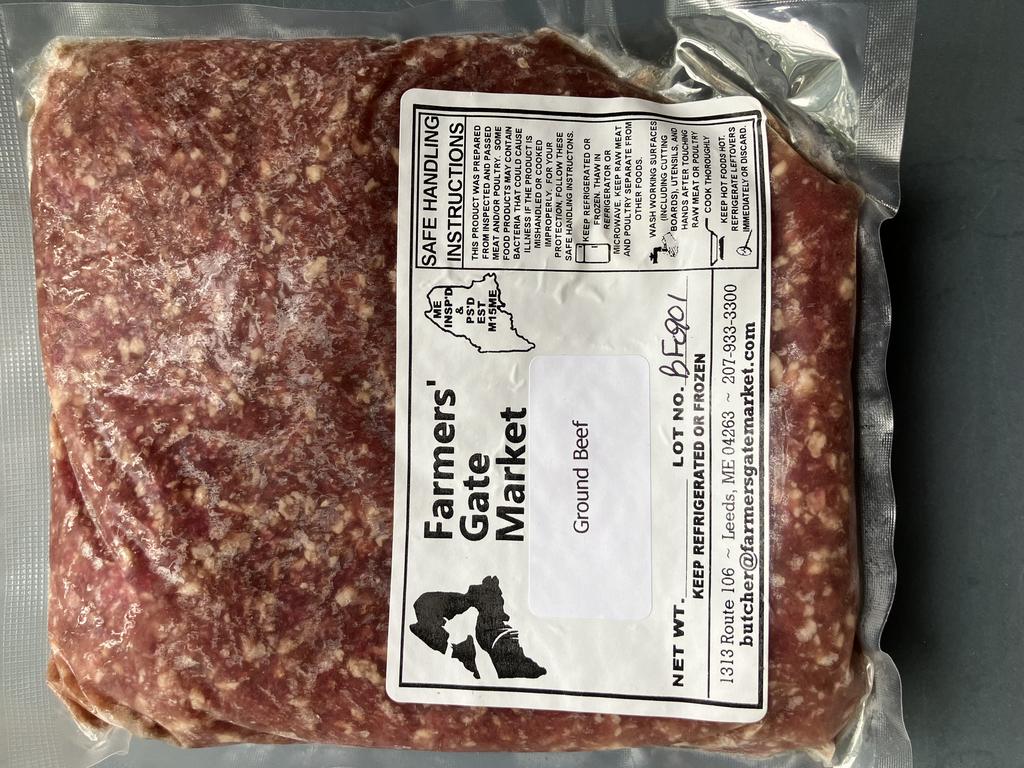 Farmers'
Gate
Market
ME
INSP'D
&
PS'D
EST
M15ME
Ground Beef
NET WT. LOT NO. BF0901
KEEP REFRIGERATED OR FROZEN
1313 Route 106 ~ Leeds, ME 04263 ~ 207-933-3300
butcher@farmersgatemarket.com
SAFE HANDLING
INSTRUCTIONS
THIS PRODUCT WAS PREPARED
FROM INSPECTED AND PASSED
MEAT AND/OR POULTRY. SOME
FOOD PRODUCTS MAY CONTAIN
BACTERIA THAT COULD CAUSE
ILLNESS IF THE PRODUCT IS
MISHANDLED OR COOKED
IMPROPERLY. FOR YOUR
PROTECTION, FOLLOW THESE
SAFE HANDLING INSTRUCTIONS.
KEEP REFRIGERATED OR
FROZEN. THAW IN
REFRIGERATOR OR
MICROWAVE. KEEP RAW MEAT
AND POULTRY SEPARATE FROM
OTHER FOODS.
WASH WORKING SURFACES
(INCLUDING CUTTING
BOARDS), UTENSILS, AND
HANDS AFTER TOUCHING
RAW MEAT OR POULTRY
COOK THOROUGHLY
KEEP HOT FOODS HOT.
REFRIGERATE LEFTOVERS
IMMEDIATELY OR DISCARD.